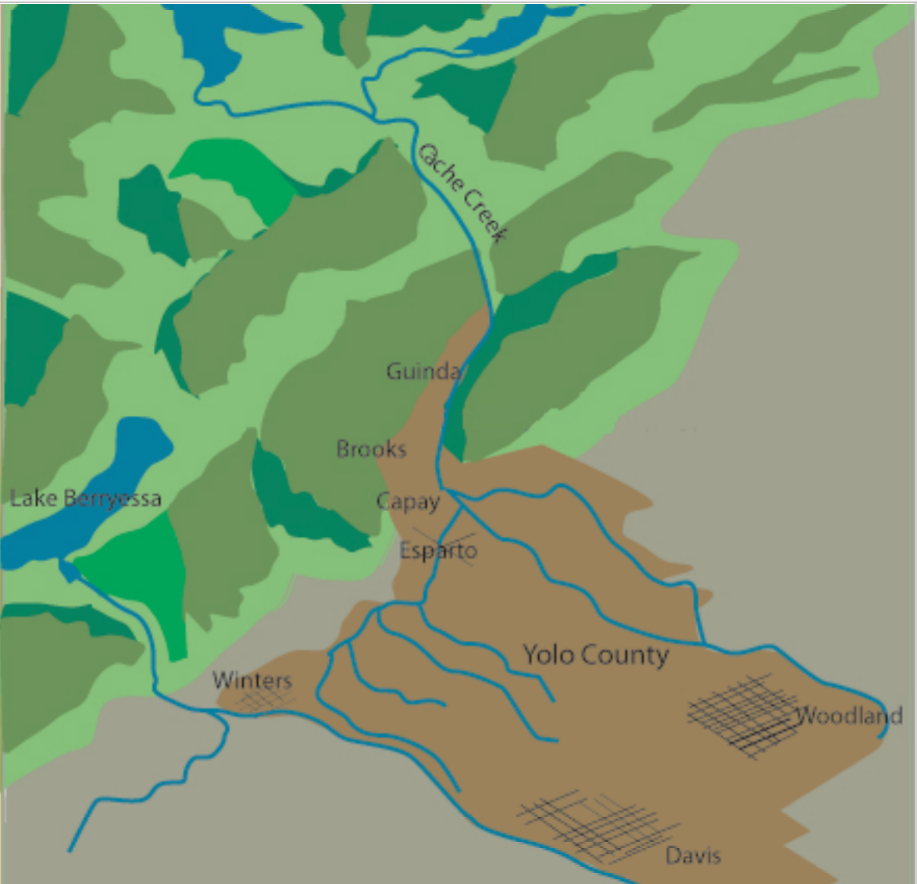 Cache Creek
Guinda
Brooks
Lake Berryessa
Capay
Esparto
Yolo County
Winters
Woodland
Davis